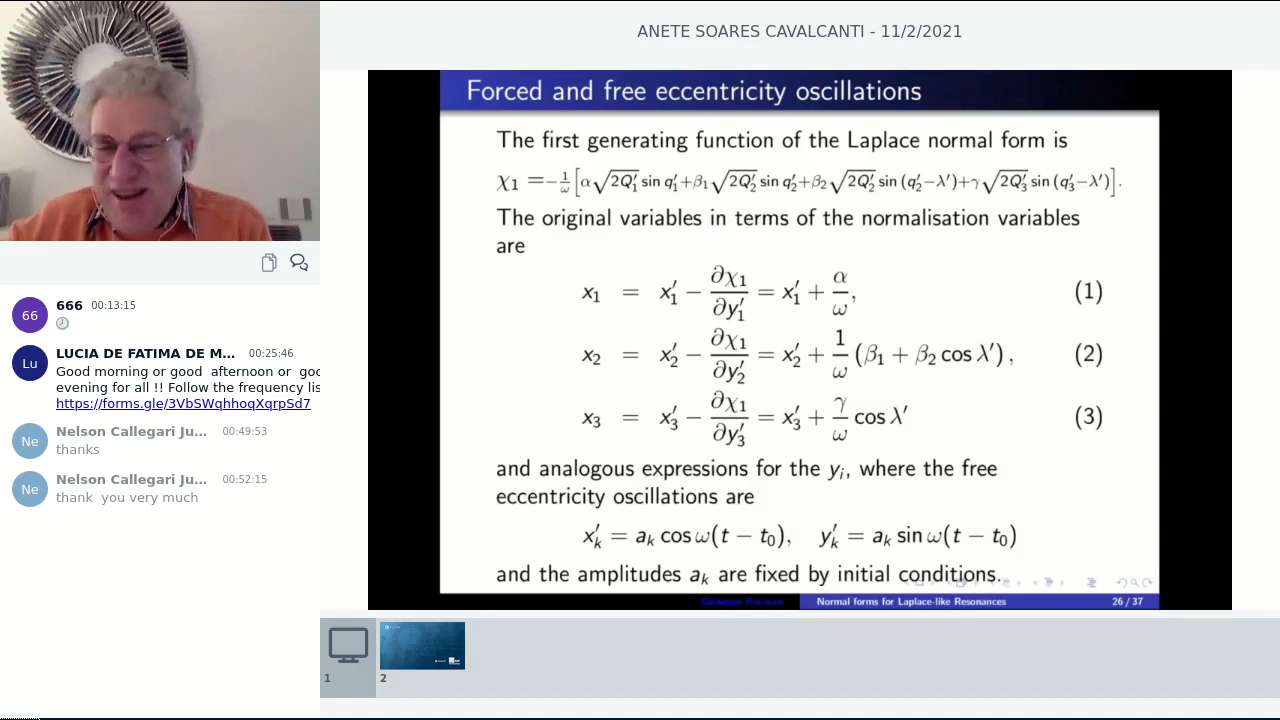 ANETE SOARES CAVALCANTI - 11/2/2021
Forced and free eccentricity oscillations
The first generating function of the Laplace normal form is
χ₁ =−1/ω[α√2Q′₁ sin q′₁+β₁√2Q′₂ sin q′₂+β₂√2Q′₂ sin (q′₂−λ′)+γ√2Q′₃ sin (q′₃−λ′)].
The original variables in terms of the normalisation variables
are
x₁ = x′₁ − ∂χ₁/∂y′₁ = x′₁ + α/ω, (1)
x₂ = x′₂ − ∂χ₁/∂y′₂ = x′₂ + 1/ω (β₁ + β₂ cos λ′) , (2)
x₃ = x′₃ − ∂χ₁/∂y′₃ = x′₃ + γ/ω cos λ′ (3)
and analogous expressions for the yᵢ, where the free
eccentricity oscillations are
x′ₖ = aₖ cos ω(t − t₀), y′ₖ = aₖ sin ω(t − t₀)
and the amplitudes aₖ are fixed by initial conditions.
Normal forms for Laplace-like Resonances 26 / 37
66 666 00:13:15
Lu LUCIA DE FATIMA DE M... 00:25:46
Good morning or good afternoon or goo
evening for all !! Follow the frequency lis
https://forms.gle/3VbSWqhhoqXqrpSd7
Ne Nelson Callegari Ju... 00:49:53
thanks
Ne Nelson Callegari Ju... 00:52:15
thank you very much
1
2